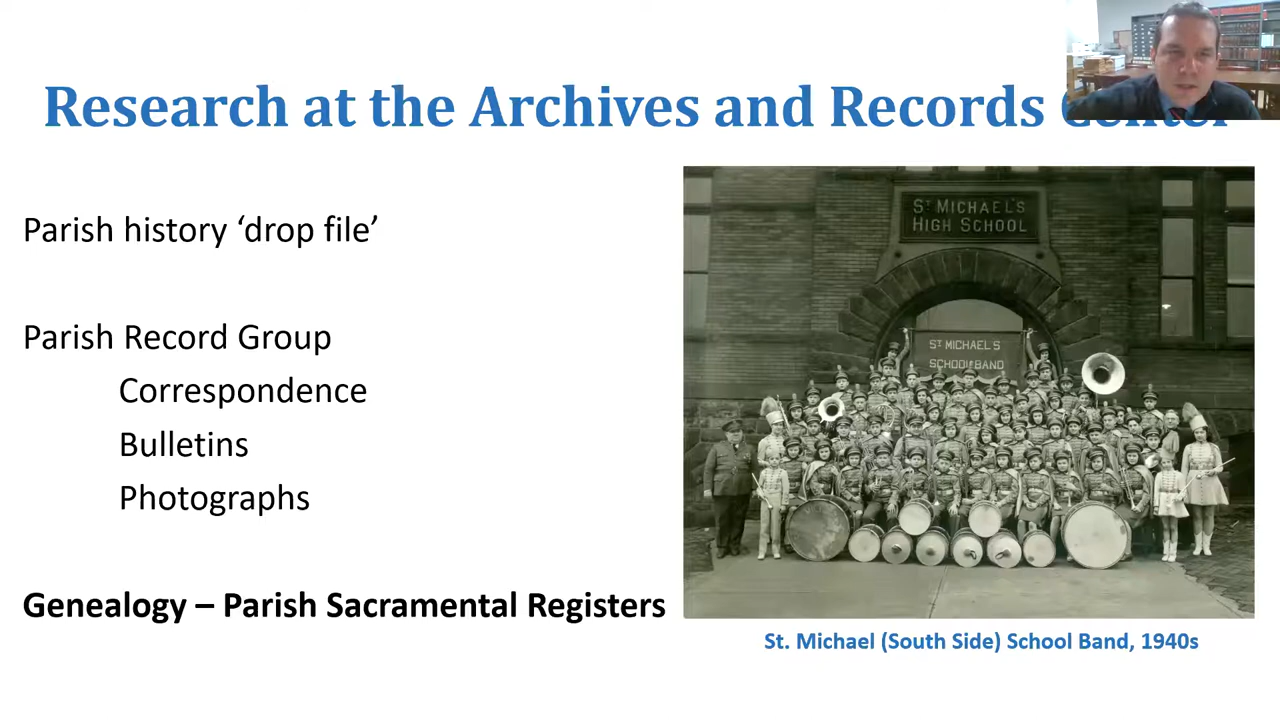 Research at the Archives and Records Center
Parish history ‘drop file’
Parish Record Group
Correspondence
Bulletins
Photographs
Genealogy – Parish Sacramental Registers
ST MICHAEL'S
HIGH SCHOOL
ST MICHAEL'S
SCHOOL BAND
St. Michael (South Side) School Band, 1940s